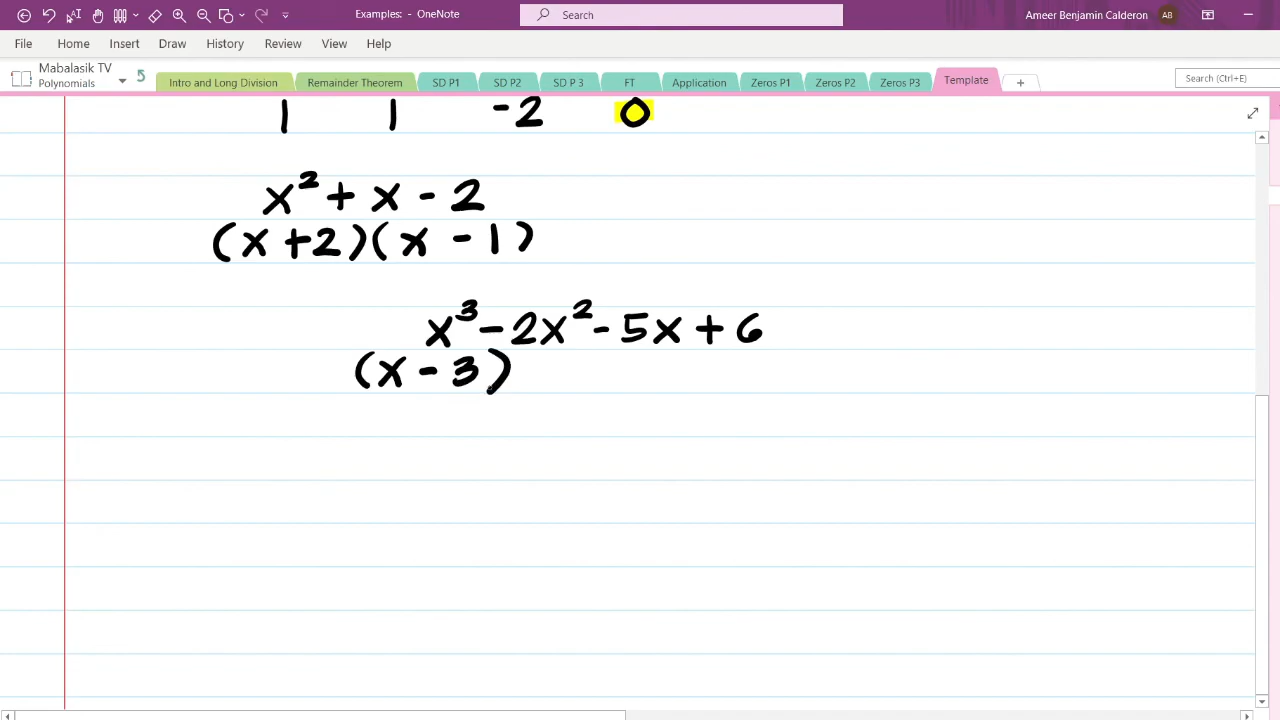 Examples: - OneNote
Search
Ameer Benjamin Calderon AB
File Home Insert Draw History Review View Help
Mabalasik TV
Polynomials
Intro and Long Division Remainder Theorem SD P1 SD P2 SD P 3 FT Application Zeros P1 Zeros P2 Zeros P3 Template +
Search (Ctrl+E)
1 1 -2 0
x² + x - 2
(x +2)(x - 1)
x³ - 2x² - 5x + 6
(x - 3)